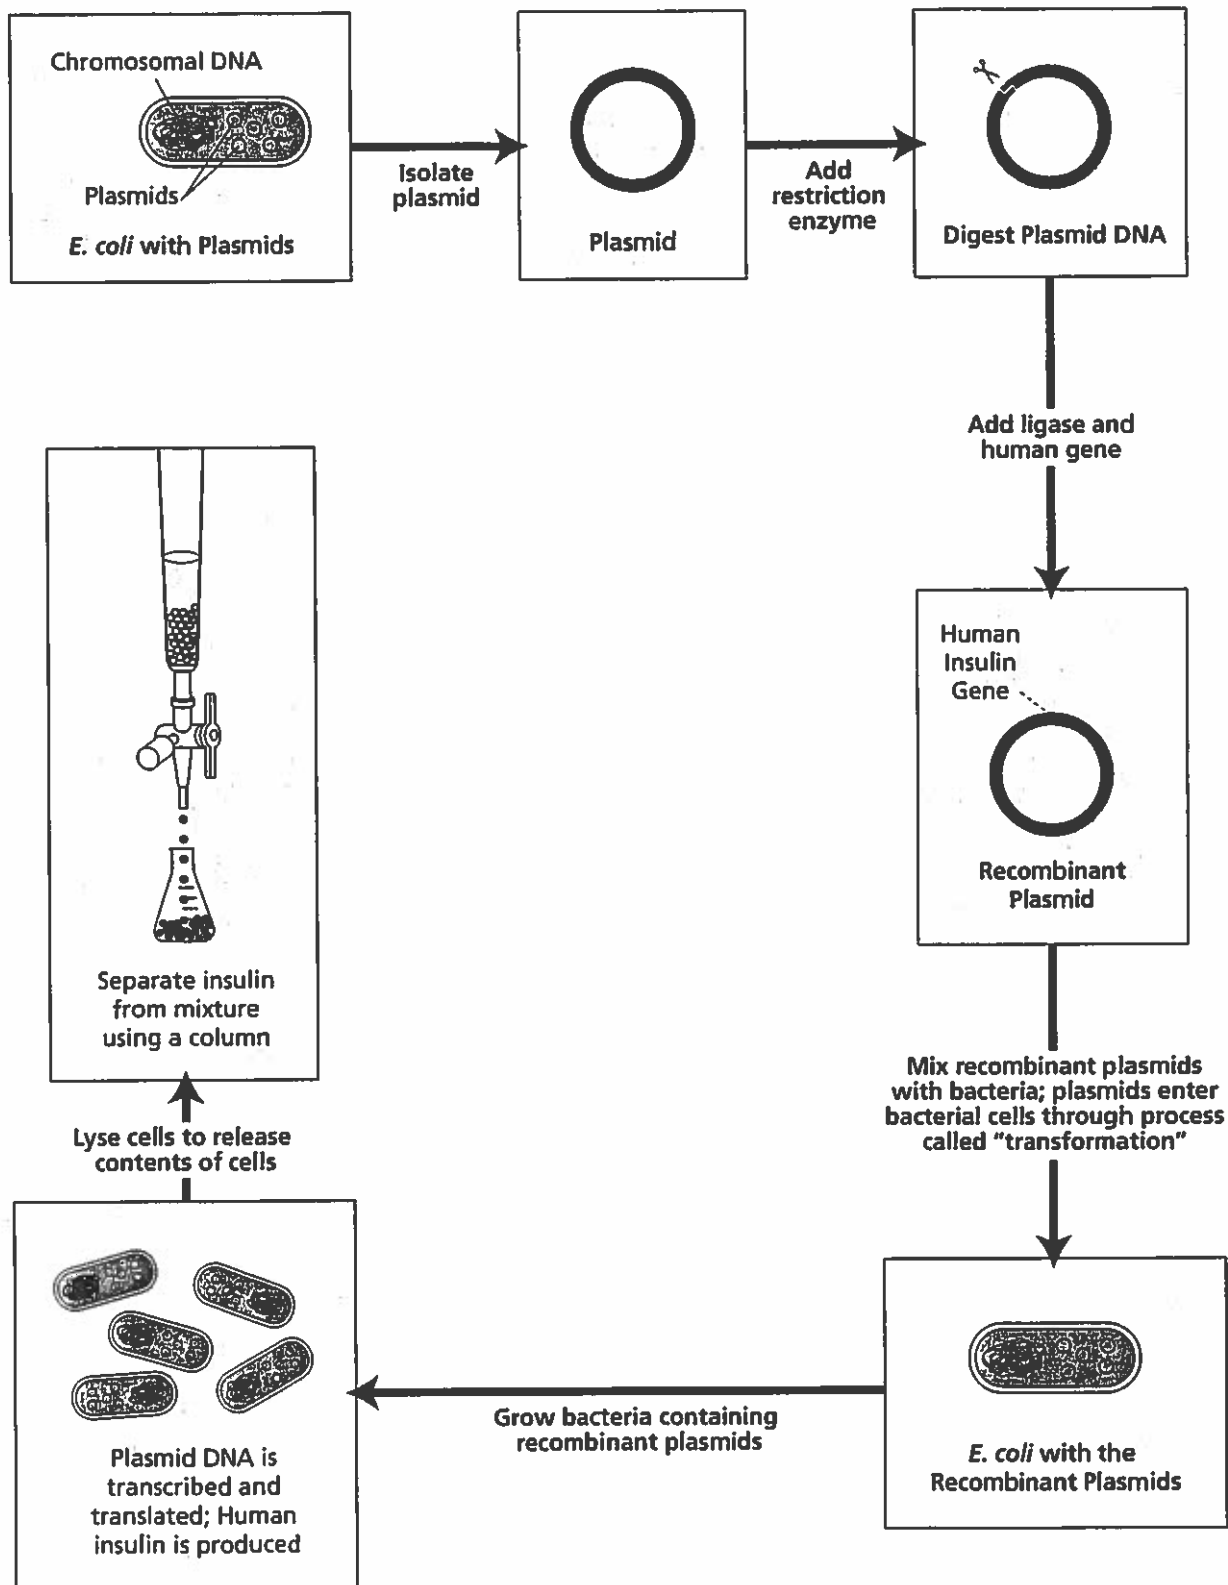 Chromosomal DNA
Plasmids
E. coli with Plasmids
Isolate
plasmid
Plasmid
Add
restriction
enzyme
Digest Plasmid DNA
Add ligase and
human gene
Human
Insulin
Gene
Recombinant
Plasmid
Mix recombinant plasmids
with bacteria; plasmids enter
bacterial cells through process
called "transformation"
E. coli with the
Recombinant Plasmids
Grow bacteria containing
recombinant plasmids
Plasmid DNA is
transcribed and
translated; Human
insulin is produced
Lyse cells to release
contents of cells
Separate insulin
from mixture
using a column